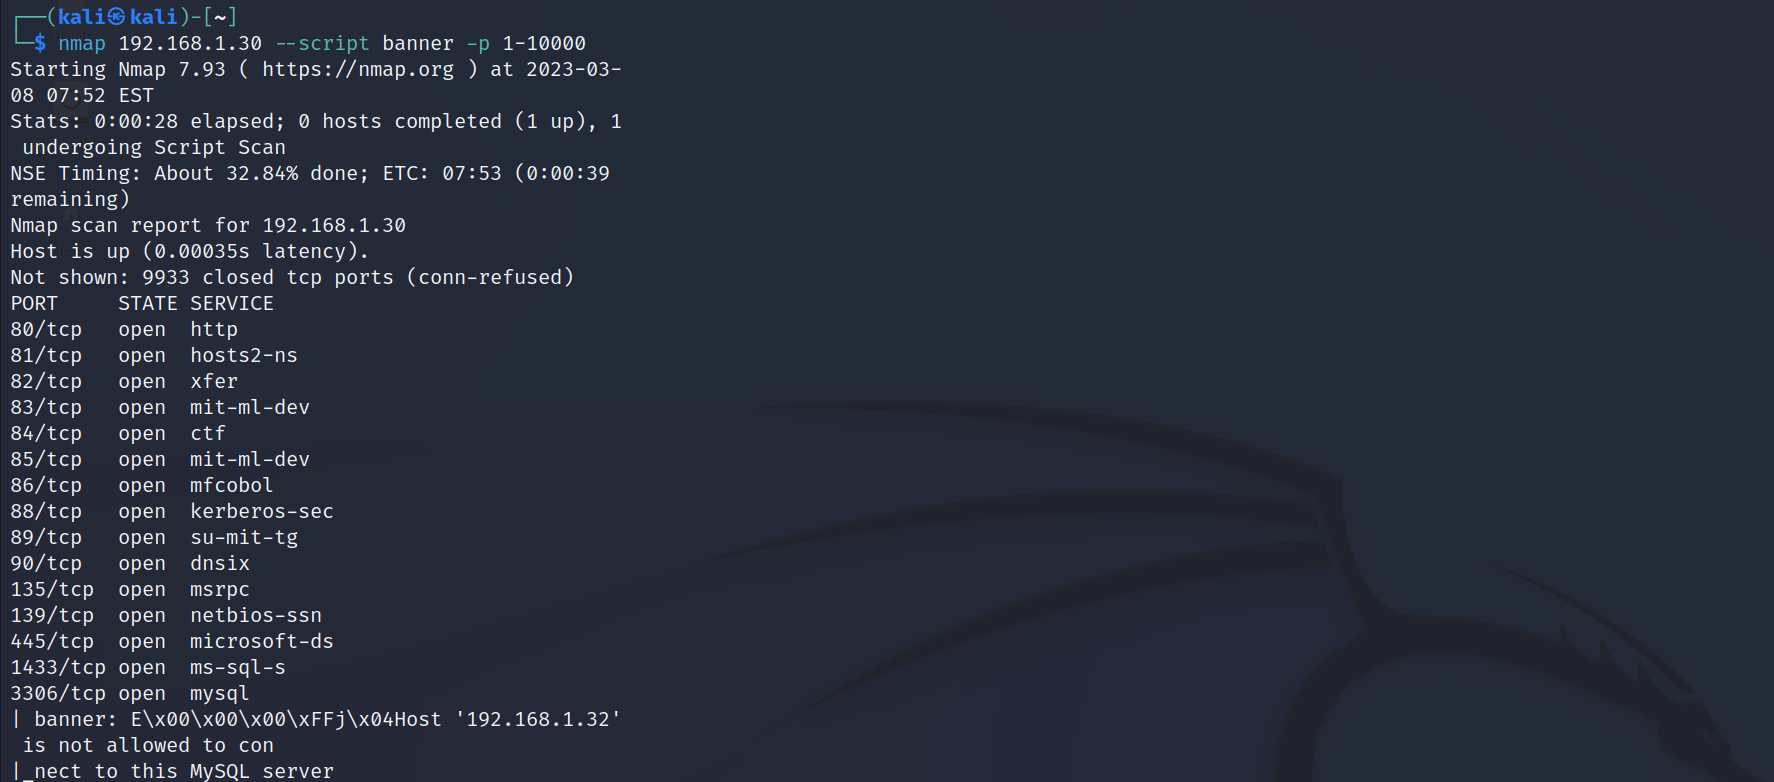 ┌──(kali㉿kali)-[~]
└─$ nmap 192.168.1.30 --script banner -p 1-10000
Starting Nmap 7.93 ( https://nmap.org ) at 2023-03-
08 07:52 EST
Stats: 0:00:28 elapsed; 0 hosts completed (1 up), 1
 undergoing Script Scan
NSE Timing: About 32.84% done; ETC: 07:53 (0:00:39
remaining)
Nmap scan report for 192.168.1.30
Host is up (0.00035s latency).
Not shown: 9933 closed tcp ports (conn-refused)
PORT     STATE SERVICE
80/tcp   open  http
81/tcp   open  hosts2-ns
82/tcp   open  xfer
83/tcp   open  mit-ml-dev
84/tcp   open  ctf
85/tcp   open  mit-ml-dev
86/tcp   open  mfcobol
88/tcp   open  kerberos-sec
89/tcp   open  su-mit-tg
90/tcp   open  dnsix
135/tcp  open  msrpc
139/tcp  open  netbios-ssn
445/tcp  open  microsoft-ds
1433/tcp open  ms-sql-s
3306/tcp open  mysql
| banner: E\x00\x00\x00\xFFj\x04Host '192.168.1.32'
 is not allowed to con
|_nect to this MySQL server